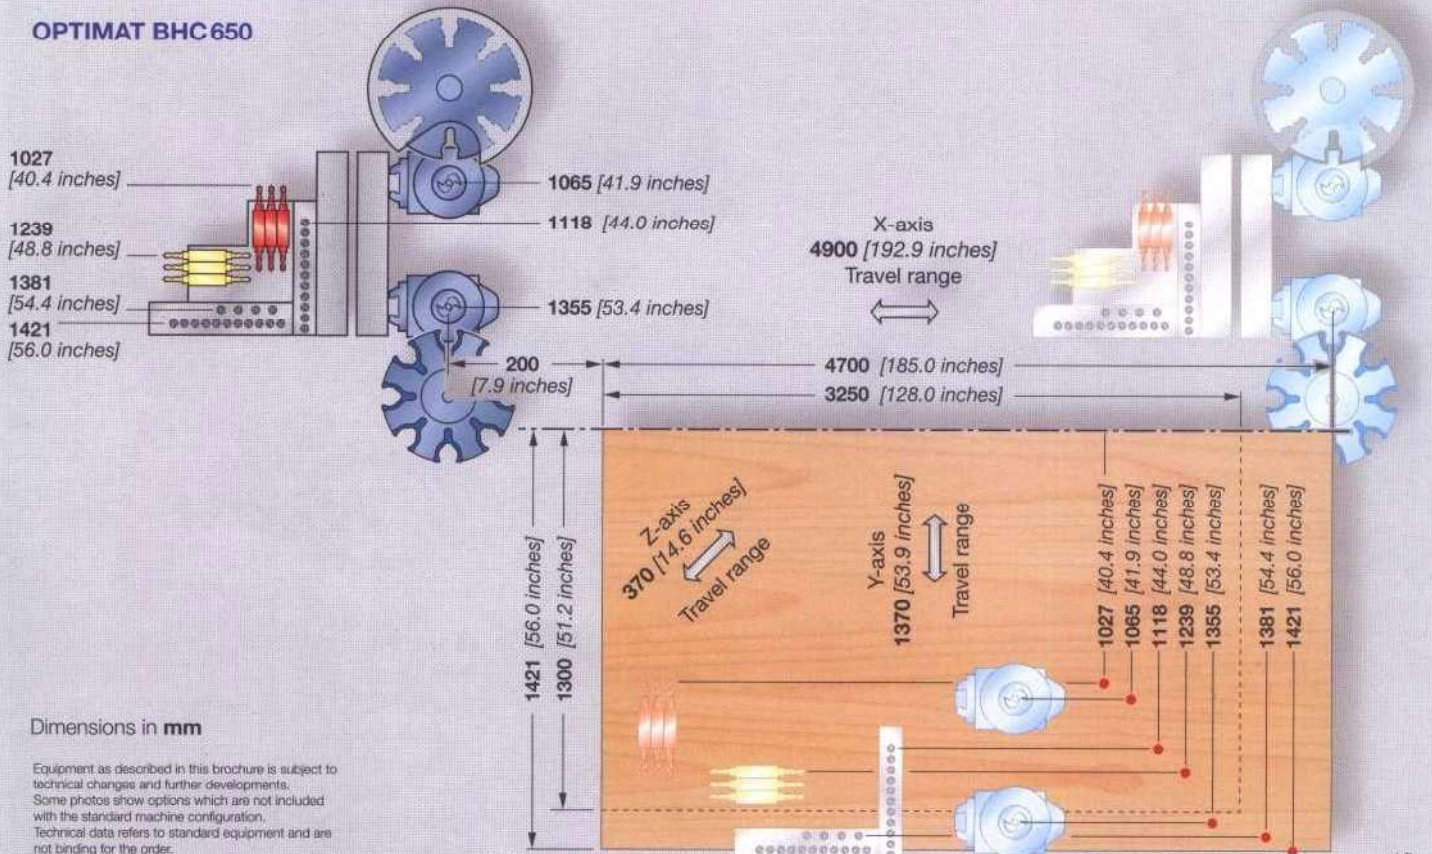 OPTIMAT BHC 650
1027
[40.4 inches]
1239
[48.8 inches]
1381
[54.4 inches]
1421
[56.0 inches]
1065 [41.9 inches]
1118 [44.0 inches]
1355 [53.4 inches]
X-axis
4900 [192.9 inches]
Travel range
200
[7.9 inches]
4700 [185.0 inches]
3250 [128.0 inches]
1421 [56.0 inches]
1300 [51.2 inches]
Z-axis
370 [14.6 inches]
Travel range
Y-axis
1370 [53.9 inches]
Travel range
1027 [40.4 inches]
1065 [41.9 inches]
1118 [44.0 inches]
1239 [48.8 inches]
1355 [53.4 inches]
1381 [54.4 inches]
1421 [56.0 inches]
Dimensions in mm
Equipment as described in this brochure is subject to
technical changes and further developments.
Some photos show options which are not included
with the standard machine configuration.
Technical data refers to standard equipment and are
not binding for the order.